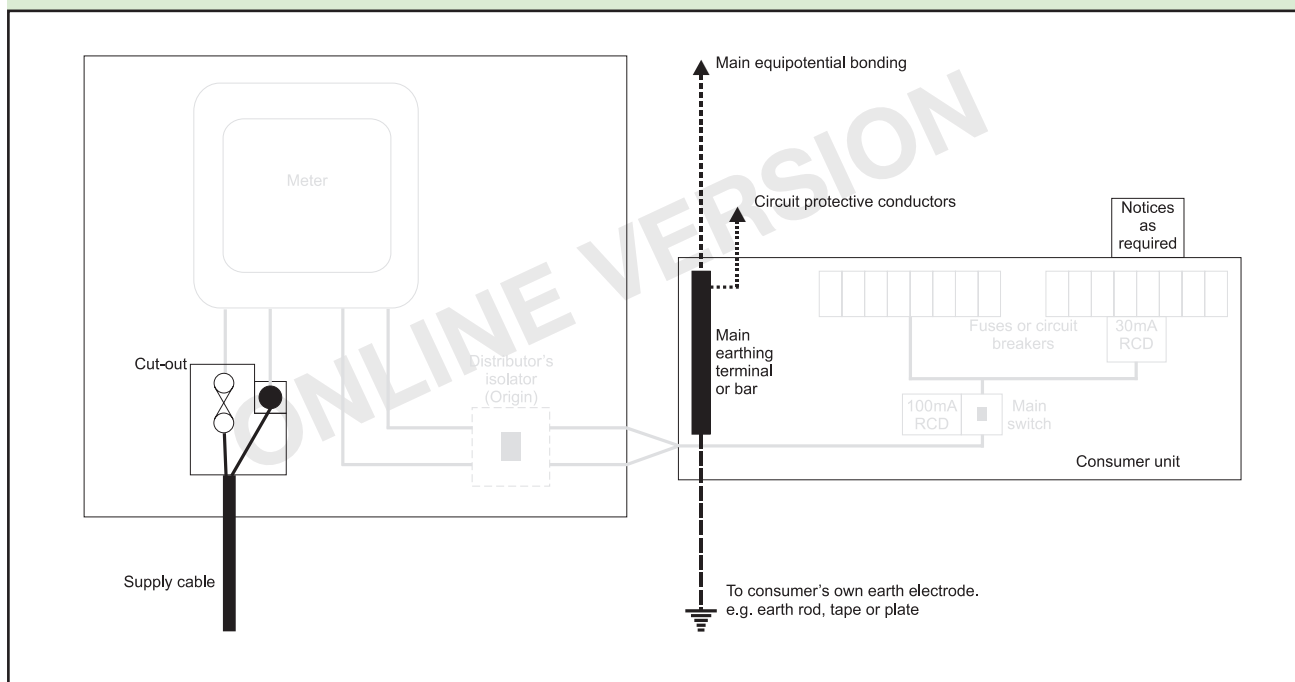 Main equipotential bonding
Meter
Circuit protective conductors
Notices
as
required
ONLINE VERSION
Fuses or circuit
breakers
30mA
RCD
Main
earthing
terminal
or bar
Cut-out
Distributor's
isolator
(Origin)
100mA
RCD
Main
switch
Consumer unit
Supply cable
To consumer's own earth electrode.
e.g. earth rod, tape or plate